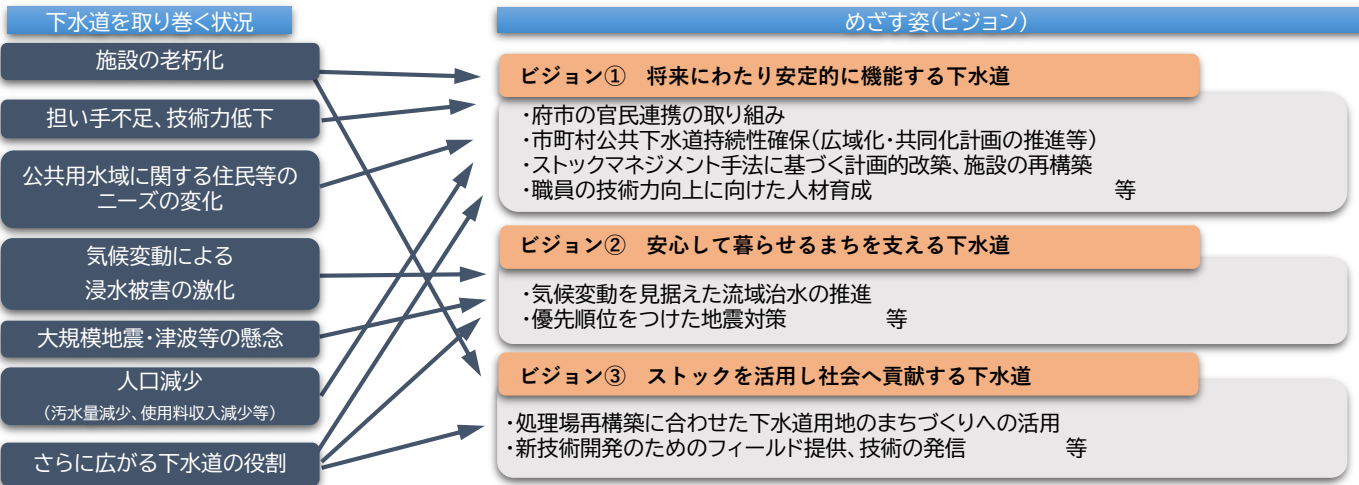 下水道を取り巻く状況
施設の老朽化
担い手不足、技術力低下
公共用水域に関する住民等の
ニーズの変化
気候変動による
浸水被害の激化
大規模地震・津波等の懸念
人口減少
（汚水量減少、使用料収入減少等）
さらに広がる下水道の役割
めざす姿(ビジョン)
ビジョン① 将来にわたり安定的に機能する下水道
・府市の官民連携の取り組み
・市町村公共下水道持続性確保(広域化・共同化計画の推進等)
・ストックマネジメント手法に基づく計画的改築、施設の再構築
・職員の技術力向上に向けた人材育成 等
ビジョン② 安心して暮らせるまちを支える下水道
・気候変動を見据えた流域治水の推進
・優先順位をつけた地震対策 等
ビジョン③ ストックを活用し社会へ貢献する下水道
・処理場再構築に合わせた下水道用地のまちづくりへの活用
・新技術開発のためのフィールド提供、技術の発信 等